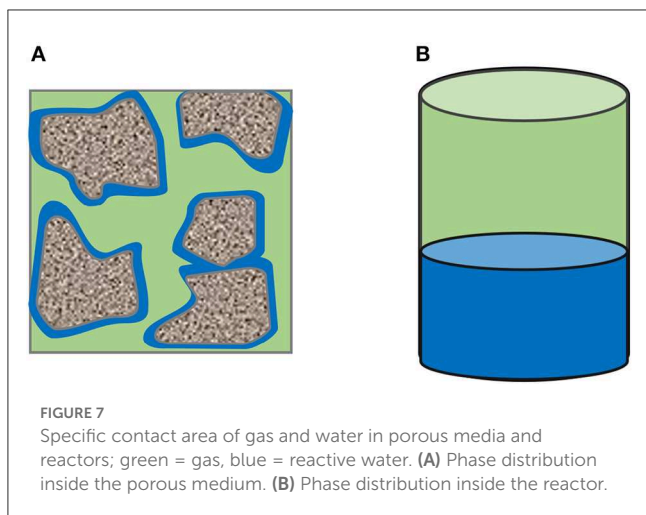 A
B
FIGURE 7
Specific contact area of gas and water in porous media and
reactors; green = gas, blue = reactive water. (A) Phase distribution
inside the porous medium. (B) Phase distribution inside the reactor.